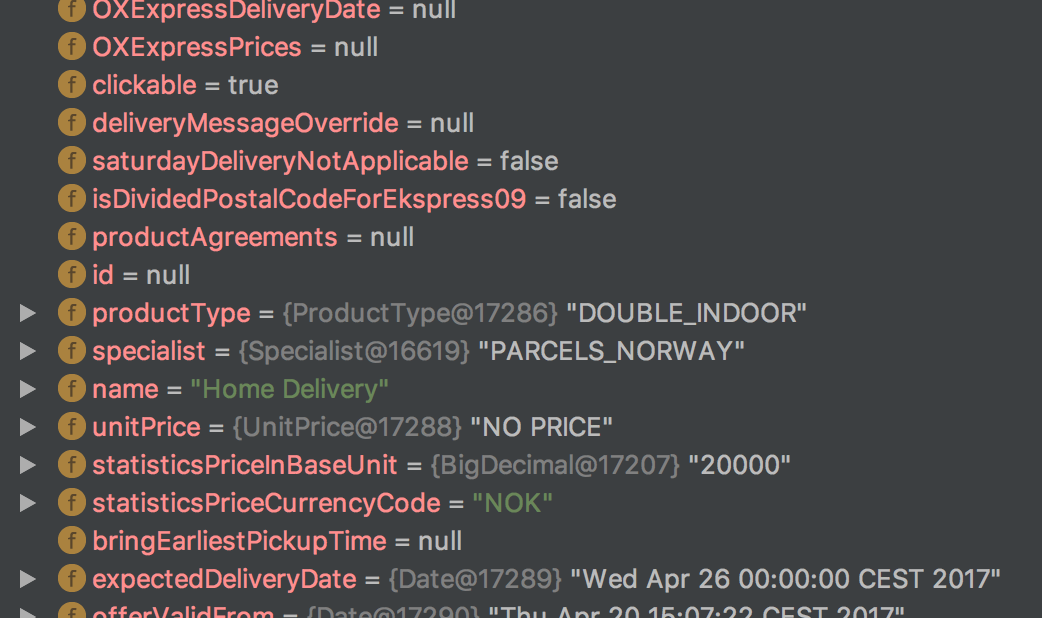 f OXExpressDeliveryDate = null
f OXExpressPrices = null
f clickable = true
f deliveryMessageOverride = null
f saturdayDeliveryNotApplicable = false
f isDividedPostalCodeForEkspress09 = false
f productAgreements = null
f id = null
f productType = {ProductType@17286} "DOUBLE_INDOOR"
f specialist = {Specialist@16619} "PARCELS_NORWAY"
f name = "Home Delivery"
f unitPrice = {UnitPrice@17288} "NO PRICE"
f statisticsPriceInBaseUnit = {BigDecimal@17207} "20000"
f statisticsPriceCurrencyCode = "NOK"
f bringEarliestPickupTime = null
f expectedDeliveryDate = {Date@17289} "Wed Apr 26 00:00:00 CEST 2017"
f offerValidFrom = {Date@17290} "Thu Apr 20 15:07:22 CEST 2017"